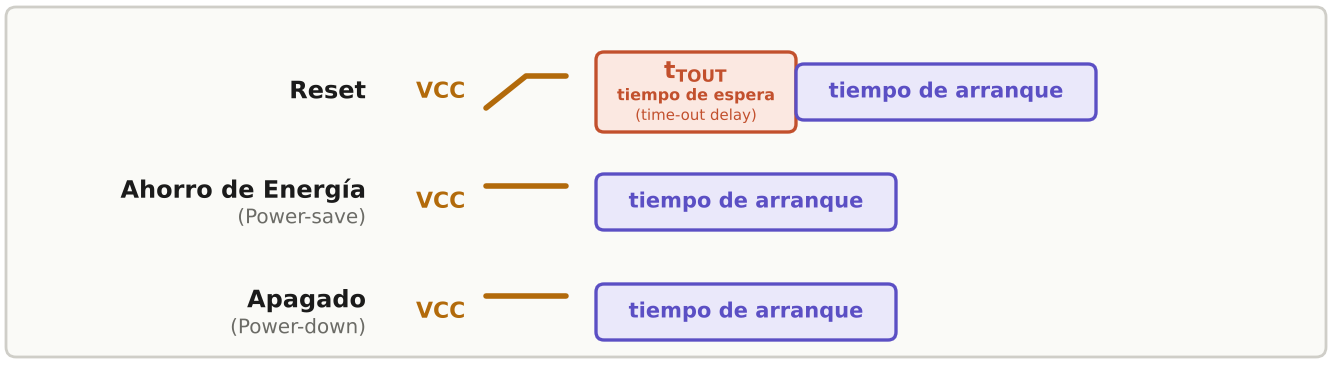 Reset
VCC
tTOUT
tiempo de espera
(time-out delay)
tiempo de arranque
Ahorro de Energía
(Power-save)
VCC
tiempo de arranque
Apagado
(Power-down)
VCC
tiempo de arranque